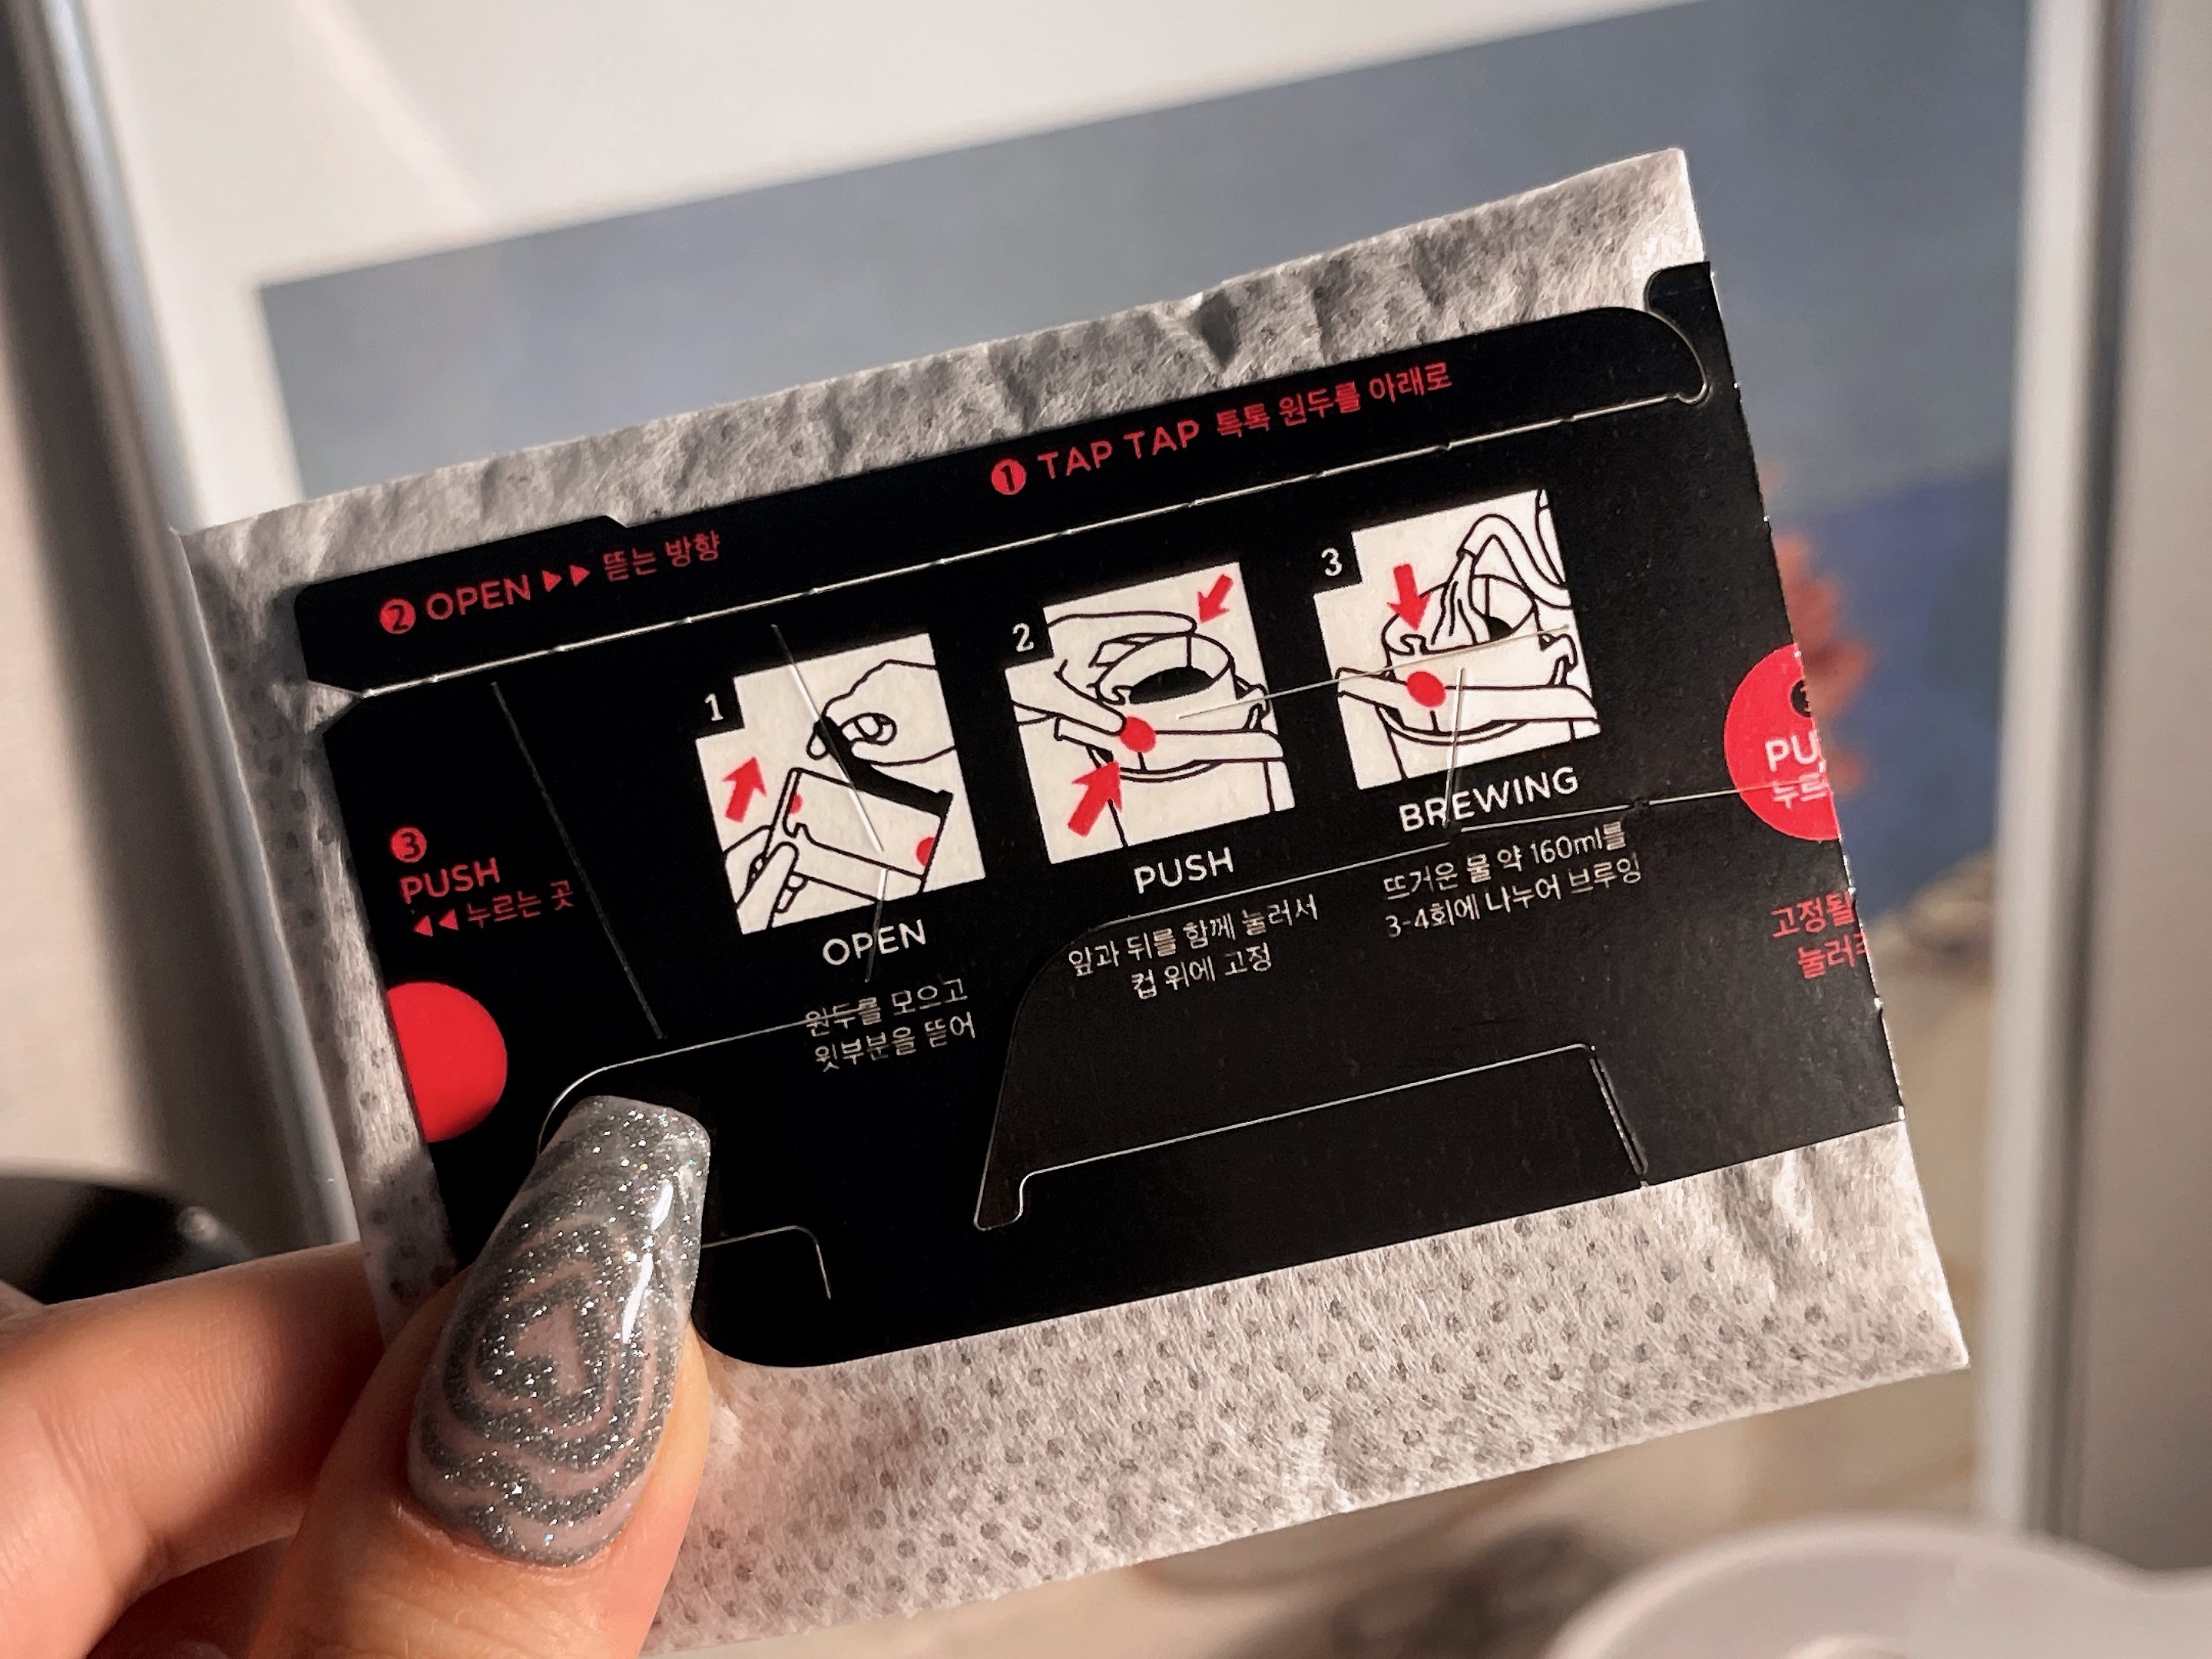 1 TAP TAP 톡톡 원두를 아래로
2 OPEN ▶▶ 뜯는 방향
3
PUSH
◀◀ 누르는 곳
1
OPEN
원두를 모으고
윗부분을 뜯어
2
PUSH
앞과 뒤를 함께 눌러서
컵 위에 고정
3
BREWING
뜨거운 물 약 160ml를
3-4회에 나누어 브루잉
고정될